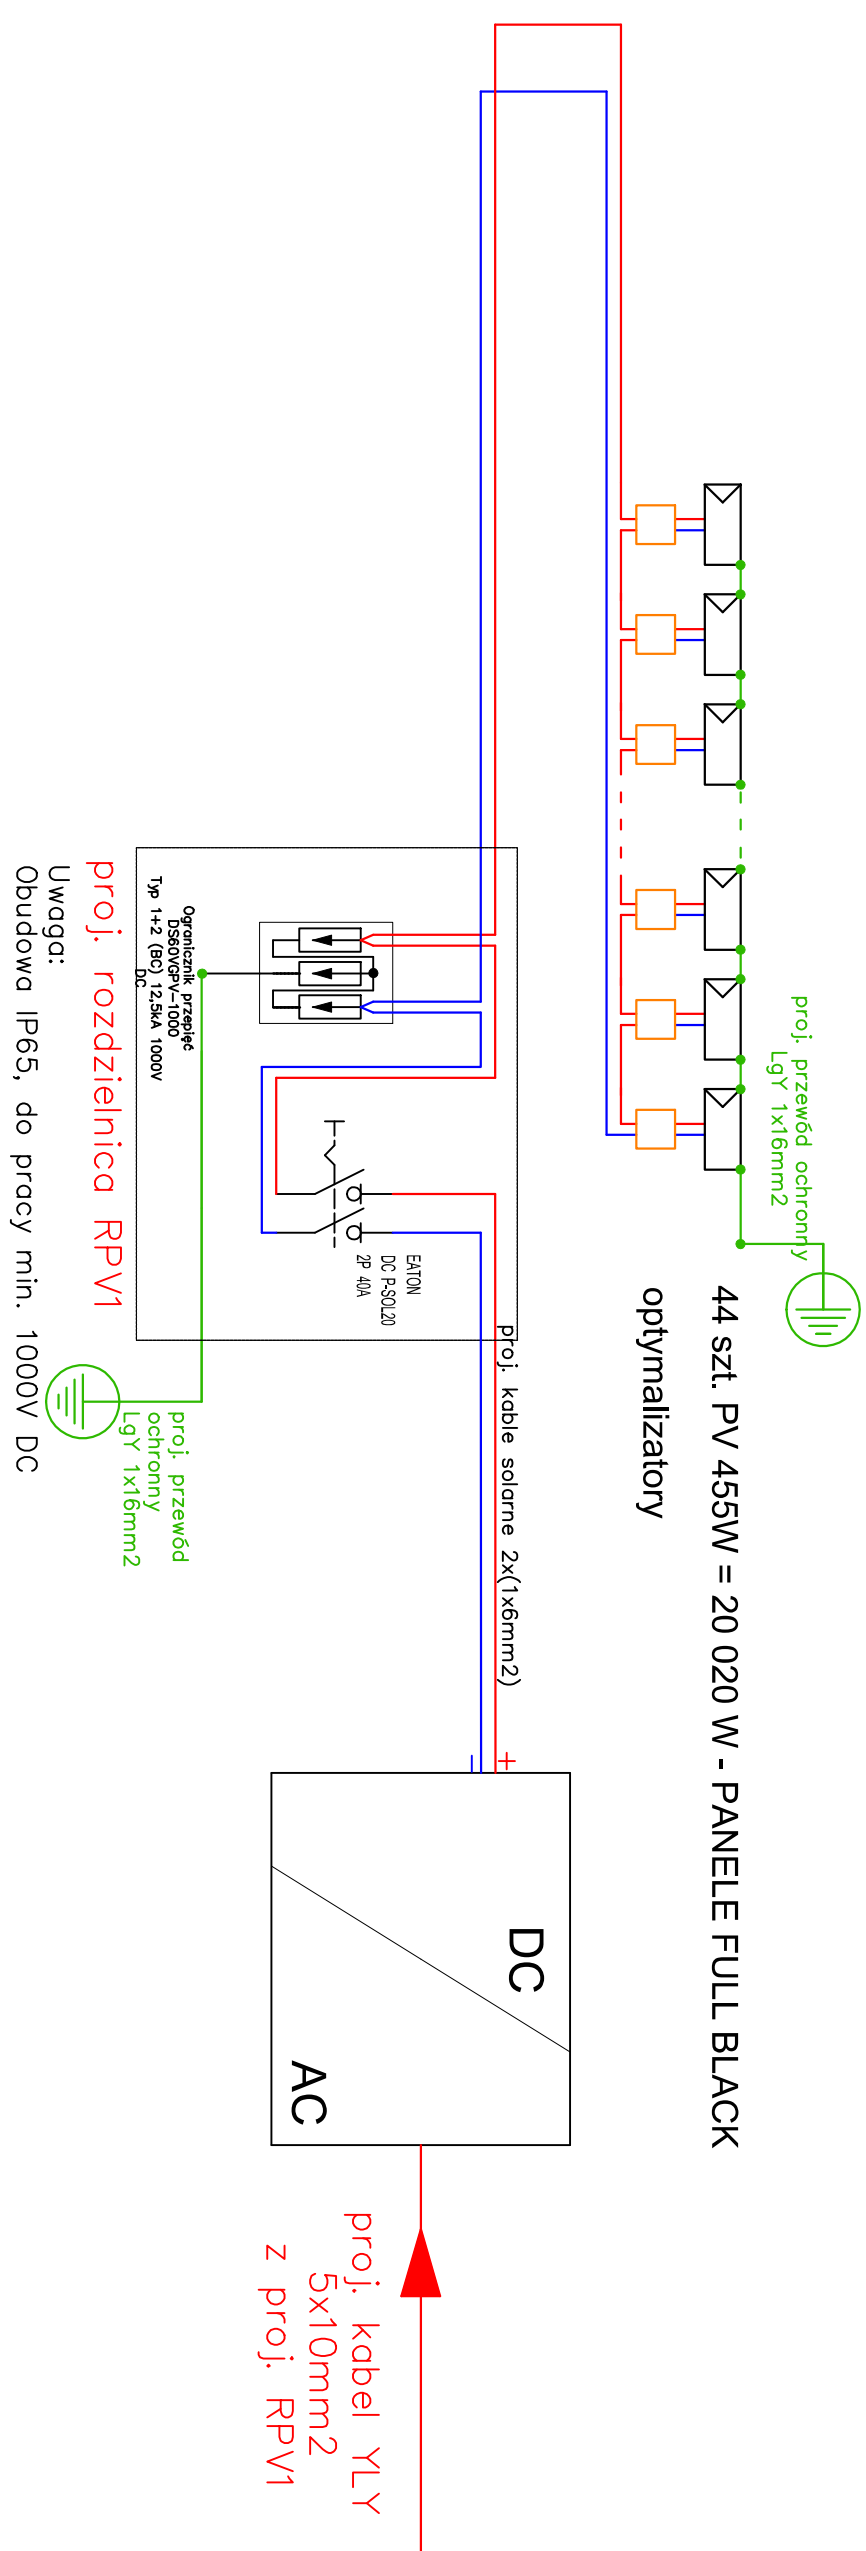 proj. przewód ochronny
LgY 1x16mm2
44 szt. PV 455W = 20 020 W - PANELE FULL BLACK
optymalizatory
proj. kable solarne 2x(1x6mm2)
EATON
DC P-SOL20
2P 40A
Ogranicznik przepięć
DS60VGPV-1000
Typ 1+2 (BC) 12,5kA 1000V
DC
proj. rozdzielnica RPV1
Uwaga:
Obudowa IP65, do pracy min. 1000V DC
proj. przewód
ochronny
LgY 1x16mm2
+
–
DC
AC
proj. kabel YLY
5x10mm2
z proj. RPV1